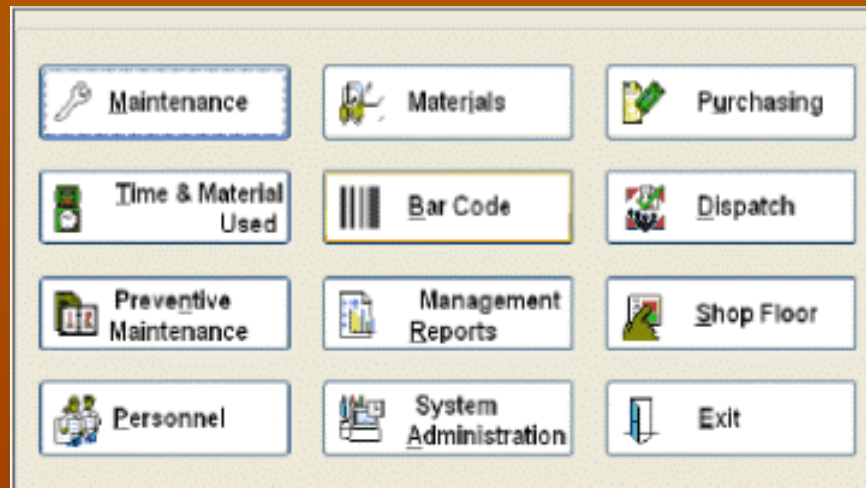 Maintenance
Materials
Purchasing
Time & Material
Used
Bar Code
Dispatch
Preventive
Maintenance
Management
Reports
Shop Floor
Personnel
System
Administration
Exit